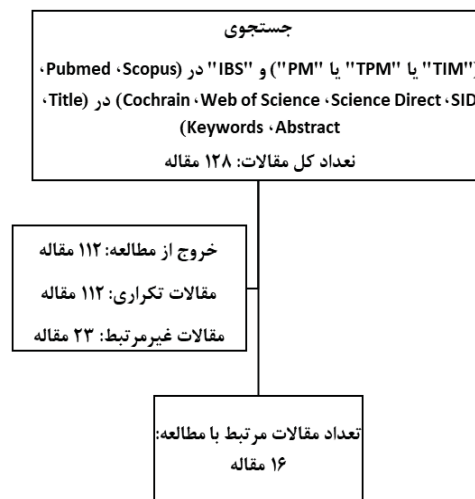 جستجوی
("TIM" یا "TPM" یا "PM") و "IBS" در (Pubmed ،Scopus،
Cochrain ،Web of Science ،Science Direct ،SID) در (Title،
Keywords ،Abstract)
تعداد کل مقالات: ۱۲۸ مقاله
خروج از مطالعه: ۱۱۲ مقاله
مقالات تکراری: ۱۱۲ مقاله
مقالات غیرمرتبط: ۲۳ مقاله
تعداد مقالات مرتبط با مطالعه:
۱۶ مقاله